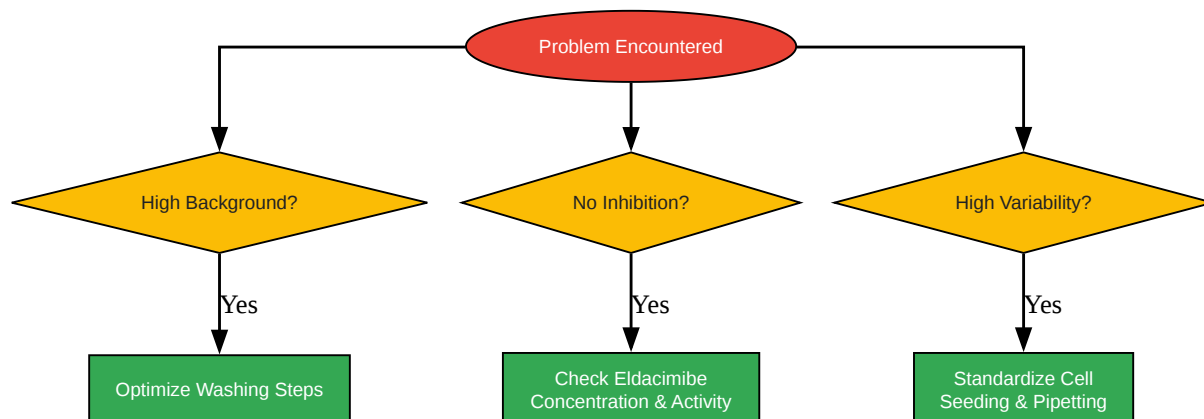 Problem Encountered
High Background?
No Inhibition?
High Variability?
Yes
Yes
Yes
Optimize Washing Steps
Check Eldacimibe
Concentration & Activity
Standardize Cell
Seeding & Pipetting